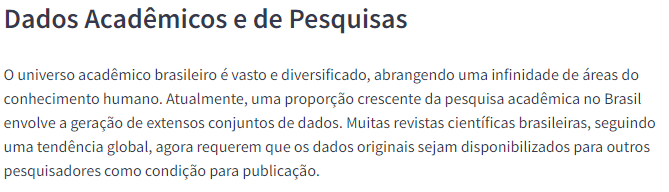 Dados Acadêmicos e de Pesquisas
O universo acadêmico brasileiro é vasto e diversificado, abrangendo uma infinidade de áreas do
conhecimento humano. Atualmente, uma proporção crescente da pesquisa acadêmica no Brasil
envolve a geração de extensos conjuntos de dados. Muitas revistas científicas brasileiras, seguindo
uma tendência global, agora requerem que os dados originais sejam disponibilizados para outros
pesquisadores como condição para publicação.